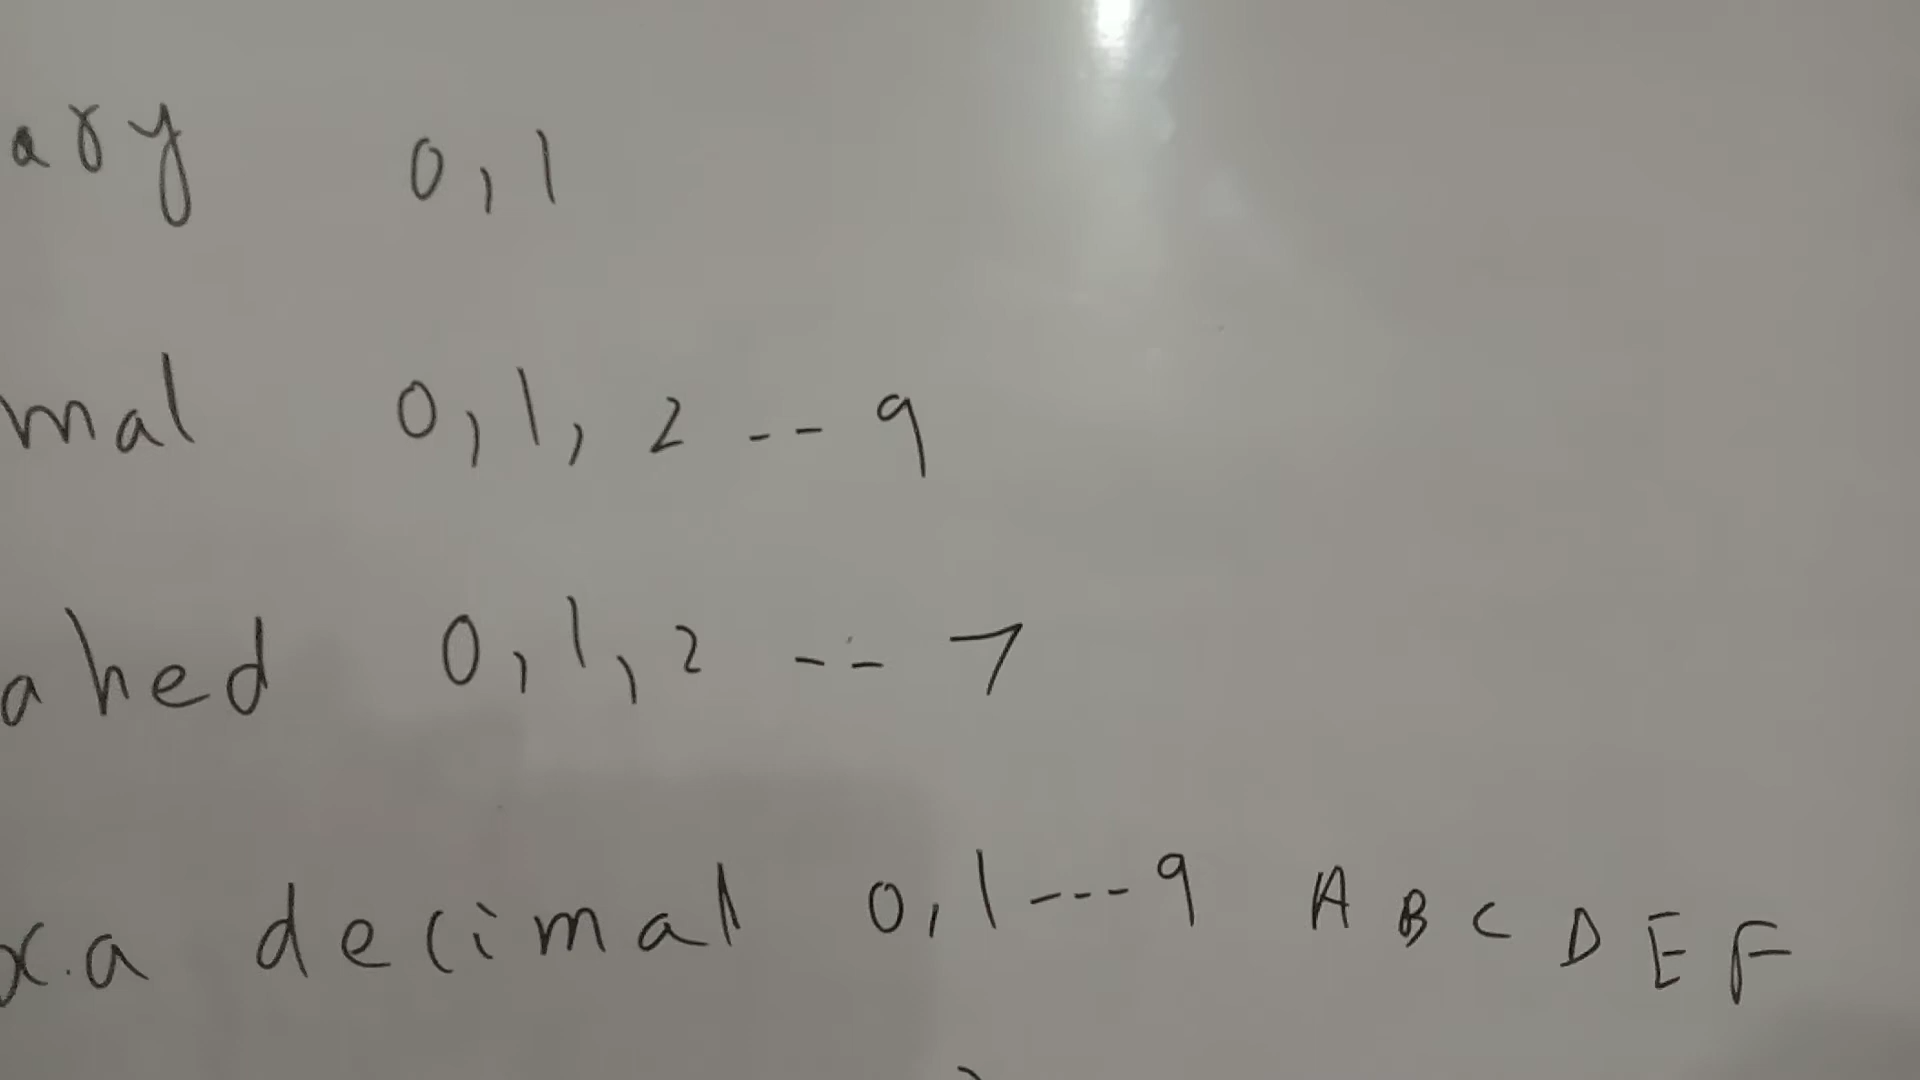 ary 0,1
mal 0,1,2 -- 9
ahed 0,1,2 -- 7
x.a decimal 0,1---9 A B C D E F